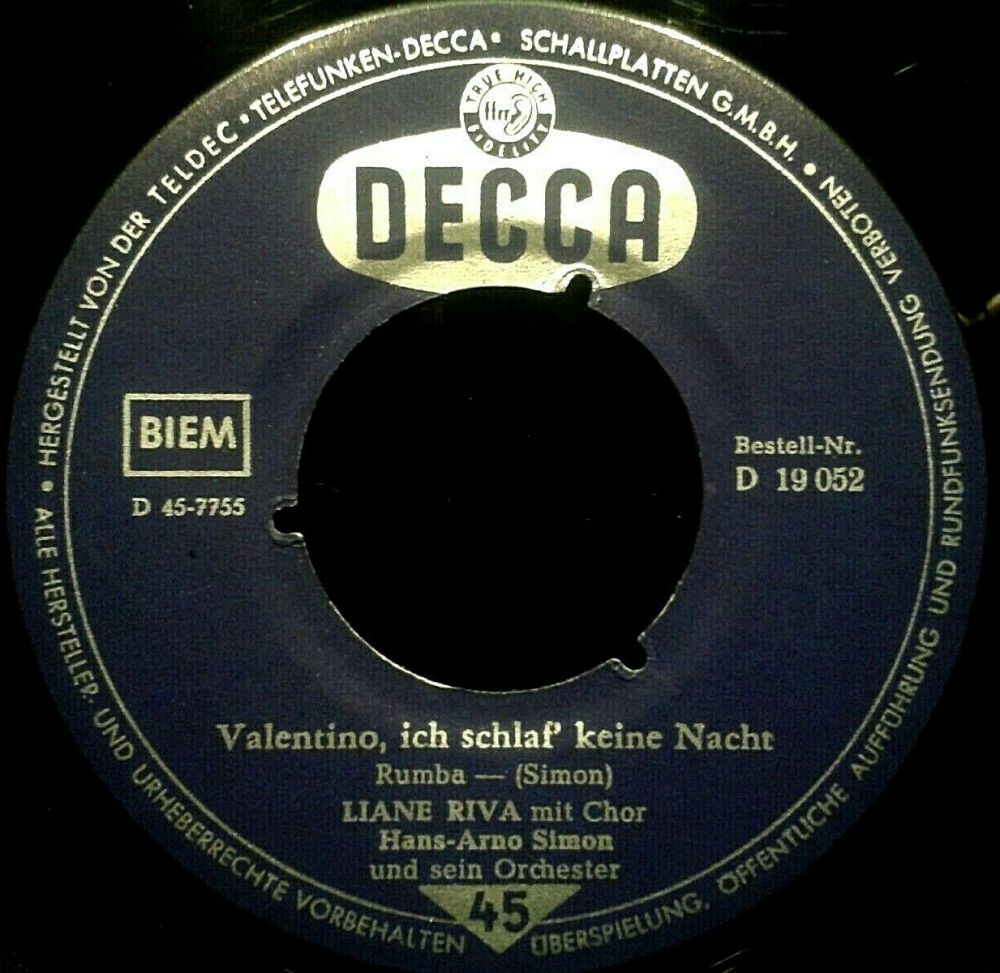 • HERGESTELLT VON DER TELDEC • TELEFUNKEN-DECCA • SCHALLPLATTEN G.M.B.H. •
ALLE HERSTELLER- UND URHEBERRECHTE VORBEHALTEN
ÜBERSPIELUNG, ÖFFENTLICHE AUFFÜHRUNG UND RUNDFUNKSENDUNG VERBOTEN
TRUE HIGH
ffrr
FIDELITY
DECCA
BIEM
D 45-7755
Bestell-Nr.
D 19 052
Valentino, ich schlaf' keine Nacht
Rumba — (Simon)
LIANE RIVA mit Chor
Hans-Arno Simon
und sein Orchester
45